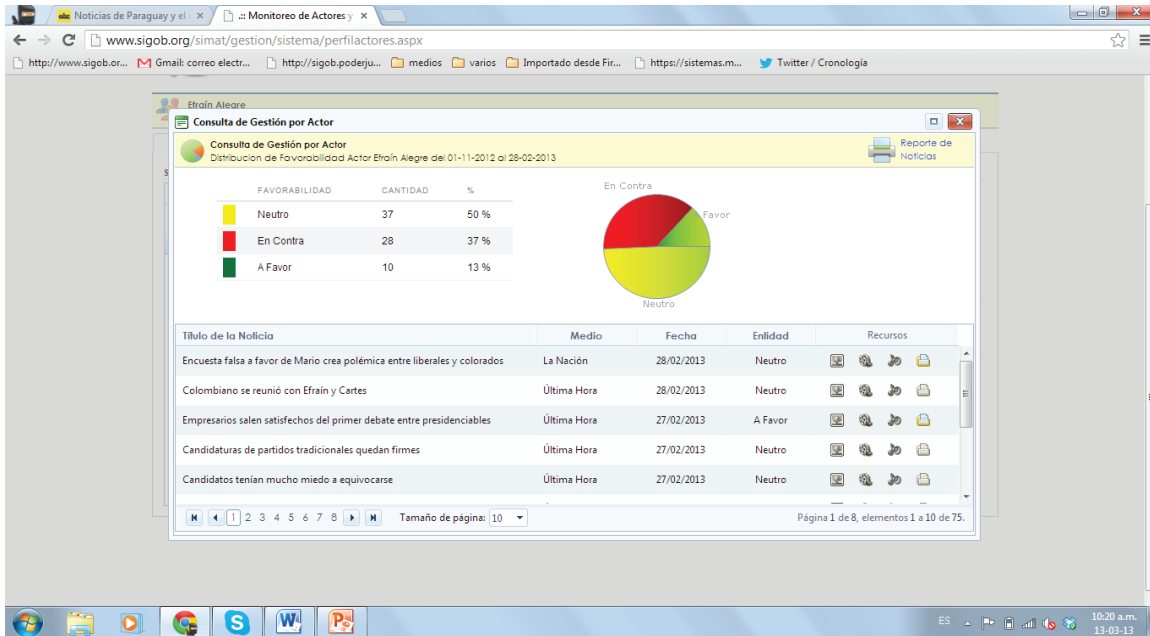 Noticias de Paraguay y el
.:: Monitoreo de Actores y
www.sigob.org/simat/gestion/sistema/perfilactores.aspx
http://www.sigob.or... Gmail: correo electr... http://sigob.poderju... medios varios Importado desde Fir... https://sistemas.m... Twitter / Cronología
Efraín Alegre
Consulta de Gestión por Actor
Consulta de Gestión por Actor
Distribucion de Favorabilidad Actor Efraín Alegre del 01-11-2012 al 28-02-2013
Reporte de
Noticias
FAVORABILIDAD CANTIDAD %
Neutro 37 50 %
En Contra 28 37 %
A Favor 10 13 %
En Contra
A Favor
Neutro
Título de la Noticia Medio Fecha Entidad Recursos
Encuesta falsa a favor de Mario crea polémica entre liberales y colorados La Nación 28/02/2013 Neutro
Colombiano se reunió con Efraín y Cartes Última Hora 28/02/2013 Neutro
Empresarios salen satisfechos del primer debate entre presidenciables Última Hora 27/02/2013 A Favor
Candidaturas de partidos tradicionales quedan firmes Última Hora 27/02/2013 Neutro
Candidatos tenían mucho miedo a equivocarse Última Hora 27/02/2013 Neutro
1 2 3 4 5 6 7 8 Tamaño de página: 10 Página 1 de 8, elementos 1 a 10 de 75.
ES 10:20 a.m.
13-03-13